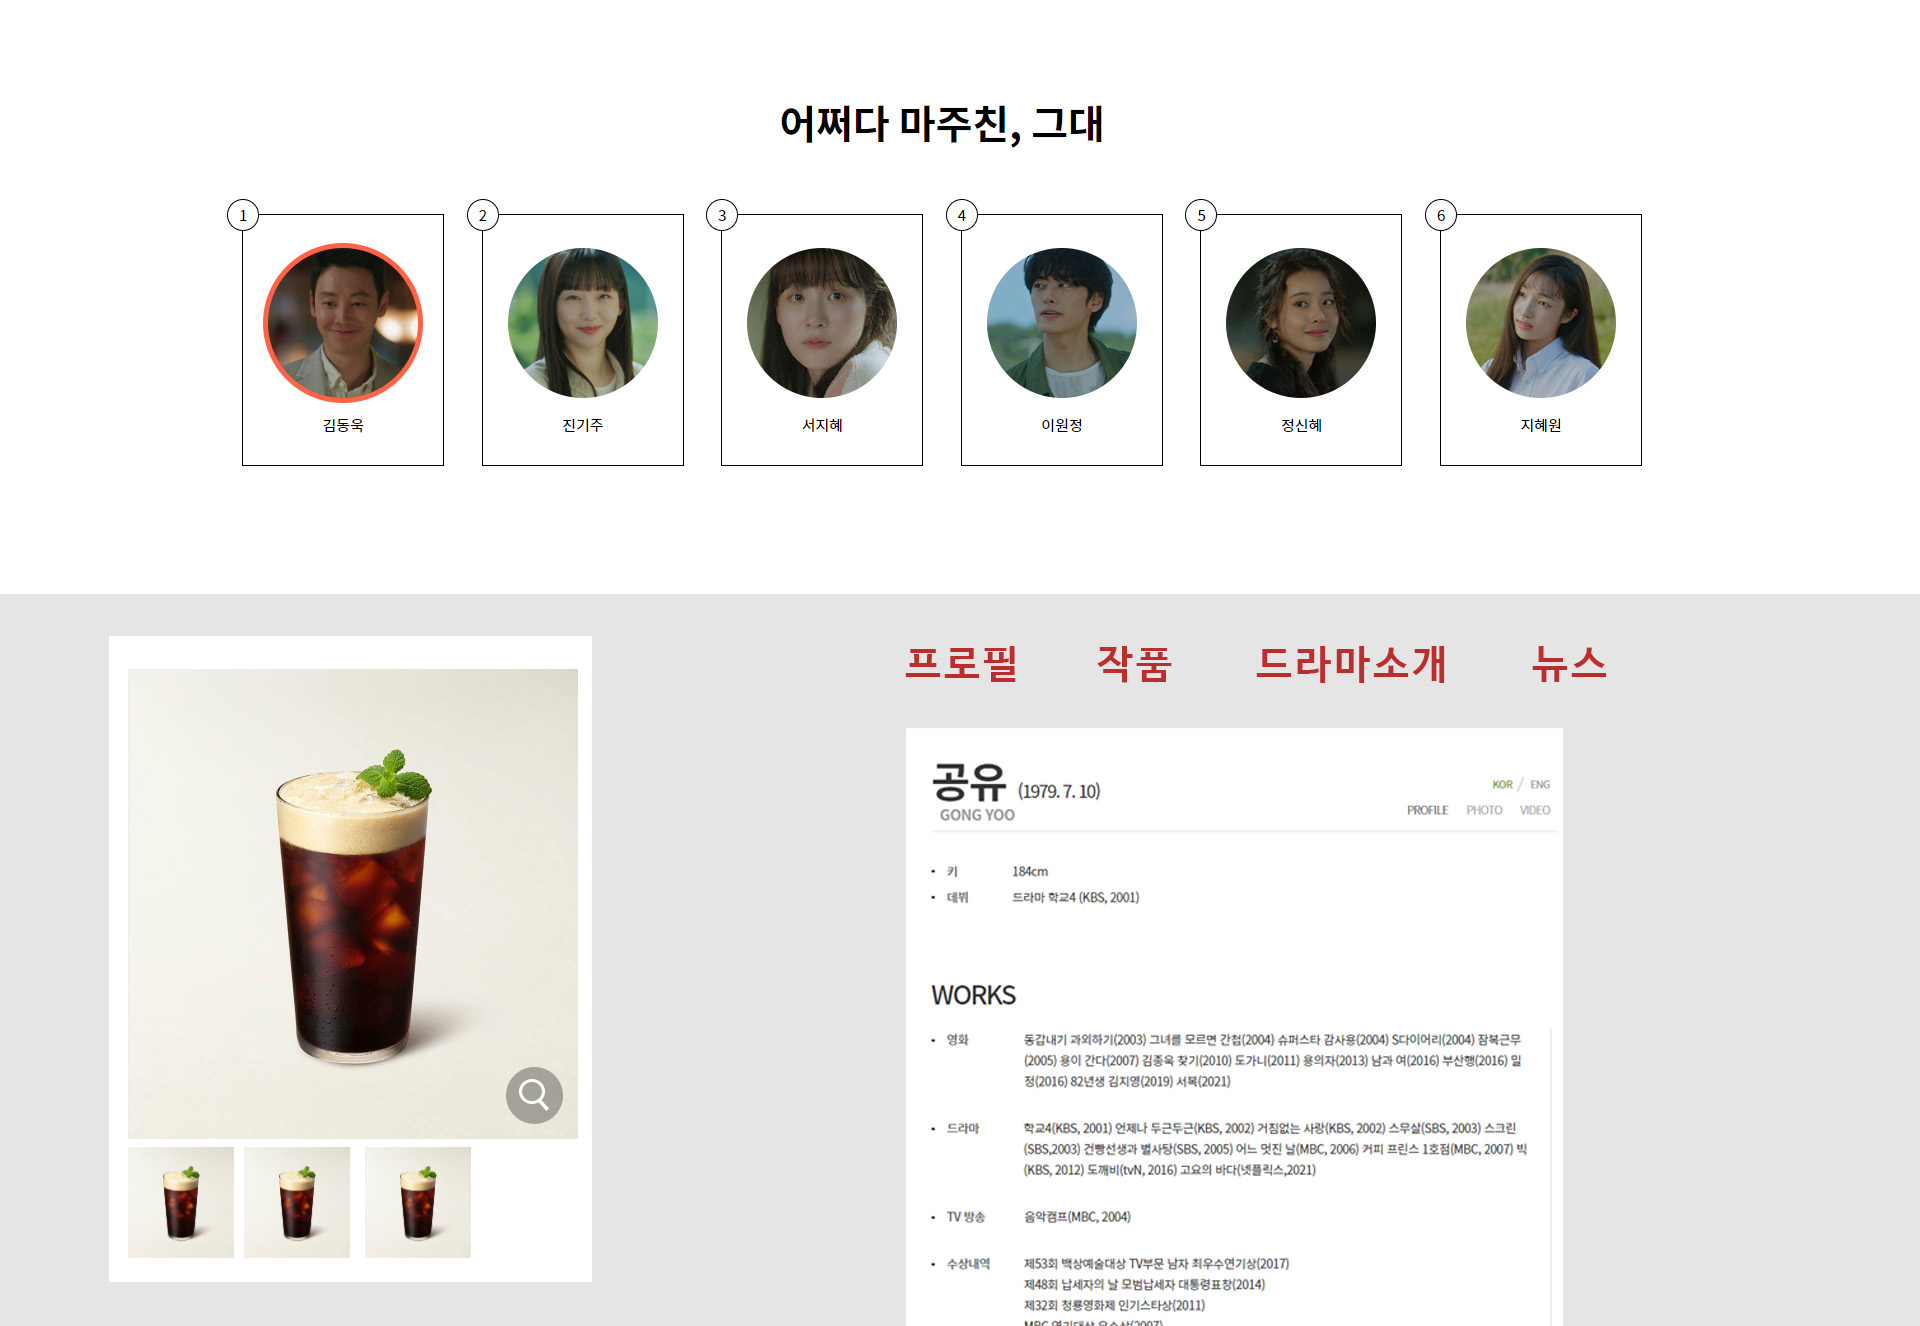 어쩌다 마주친, 그대
1
2
3
4
5
6
김동욱
진기주
서지혜
이원정
정신혜
지혜원
프로필 작품 드라마소개 뉴스
공유 (1979. 7. 10)
GONG YOO
KOR / ENG
PROFILE PHOTO VIDEO
• 키 184cm
• 데뷔 드라마 학교4 (KBS, 2001)
WORKS
• 영화 동갑내기 과외하기(2003) 그녀를 모르면 간첩(2004) 슈퍼스타 감사용(2004) S다이어리(2004) 잠복근무
(2005) 용이 간다(2007) 김종욱 찾기(2010) 도가니(2011) 용의자(2013) 남과 여(2016) 부산행(2016) 밀
정(2016) 82년생 김지영(2019) 서복(2021)
• 드라마 학교4(KBS, 2001) 언제나 두근두근(KBS, 2002) 거침없는 사랑(KBS, 2002) 스무살(SBS, 2003) 스크린
(SBS,2003) 건빵선생과 별사탕(SBS, 2005) 어느 멋진 날(MBC, 2006) 커피 프린스 1호점(MBC, 2007) 빅
(KBS, 2012) 도깨비(tvN, 2016) 고요의 바다(넷플릭스,2021)
• TV 방송 음악캠프(MBC, 2004)
• 수상내역 제53회 백상예술대상 TV부문 남자 최우수연기상(2017)
제48회 납세자의 날 모범납세자 대통령표창(2014)
제32회 청룡영화제 인기스타상(2011)
MBC 연기대상 우수상(2007)